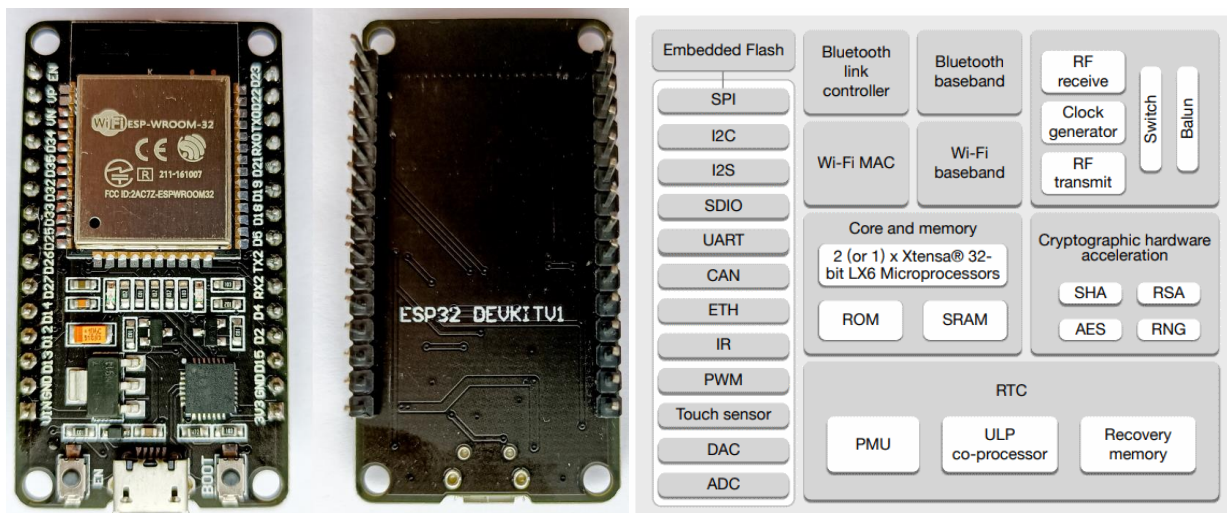 EN
UP
UN
D34
D35
D32
D33
D25
D26
D27
D14
D12
D13
GND
VIN
WiFi ESP-WROOM-32
CE
R 211-161007
FCC ID:2AC7Z-ESPWROOM32
D23
D22
TX0
RX0
D21
D19
D18
D5
TX2
RX2
D4
D2
D15
GND
3V3
EN
BOOT
ESP32 DEVKITV1
Embedded Flash
SPI
I2C
I2S
SDIO
UART
CAN
ETH
IR
PWM
Touch sensor
DAC
ADC
Bluetooth
link
controller
Bluetooth
baseband
Wi-Fi MAC
Wi-Fi
baseband
RF
receive
Clock
generator
RF
transmit
Switch
Balun
Core and memory
2 (or 1) x Xtensa® 32-
bit LX6 Microprocessors
ROM
SRAM
Cryptographic hardware
acceleration
SHA
RSA
AES
RNG
RTC
PMU
ULP
co-processor
Recovery
memory